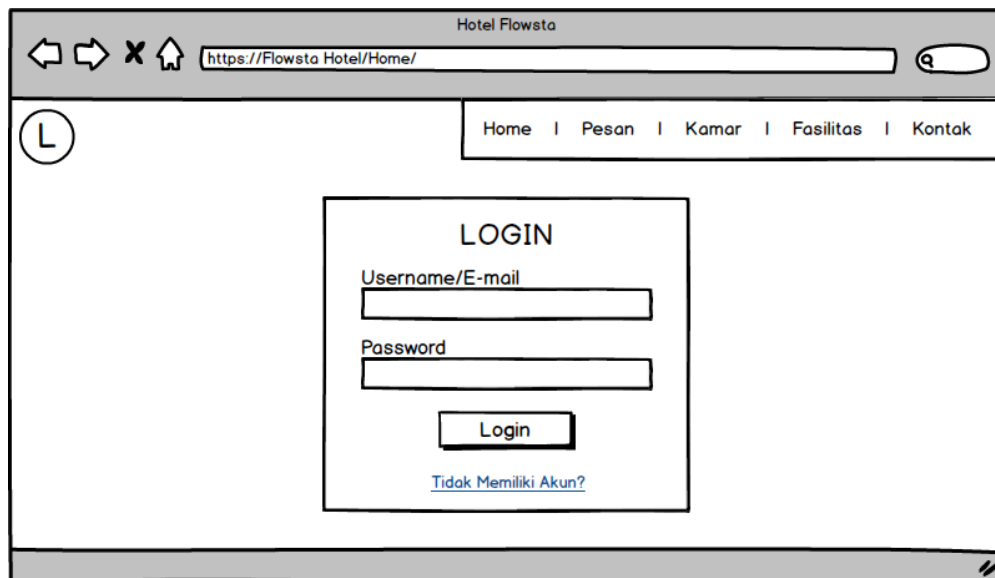 Hotel Flowsta
https://Flowsta Hotel/Home/
L
Home | Pesan | Kamar | Fasilitas | Kontak
LOGIN
Username/E-mail
Password
Login
Tidak Memiliki Akun?